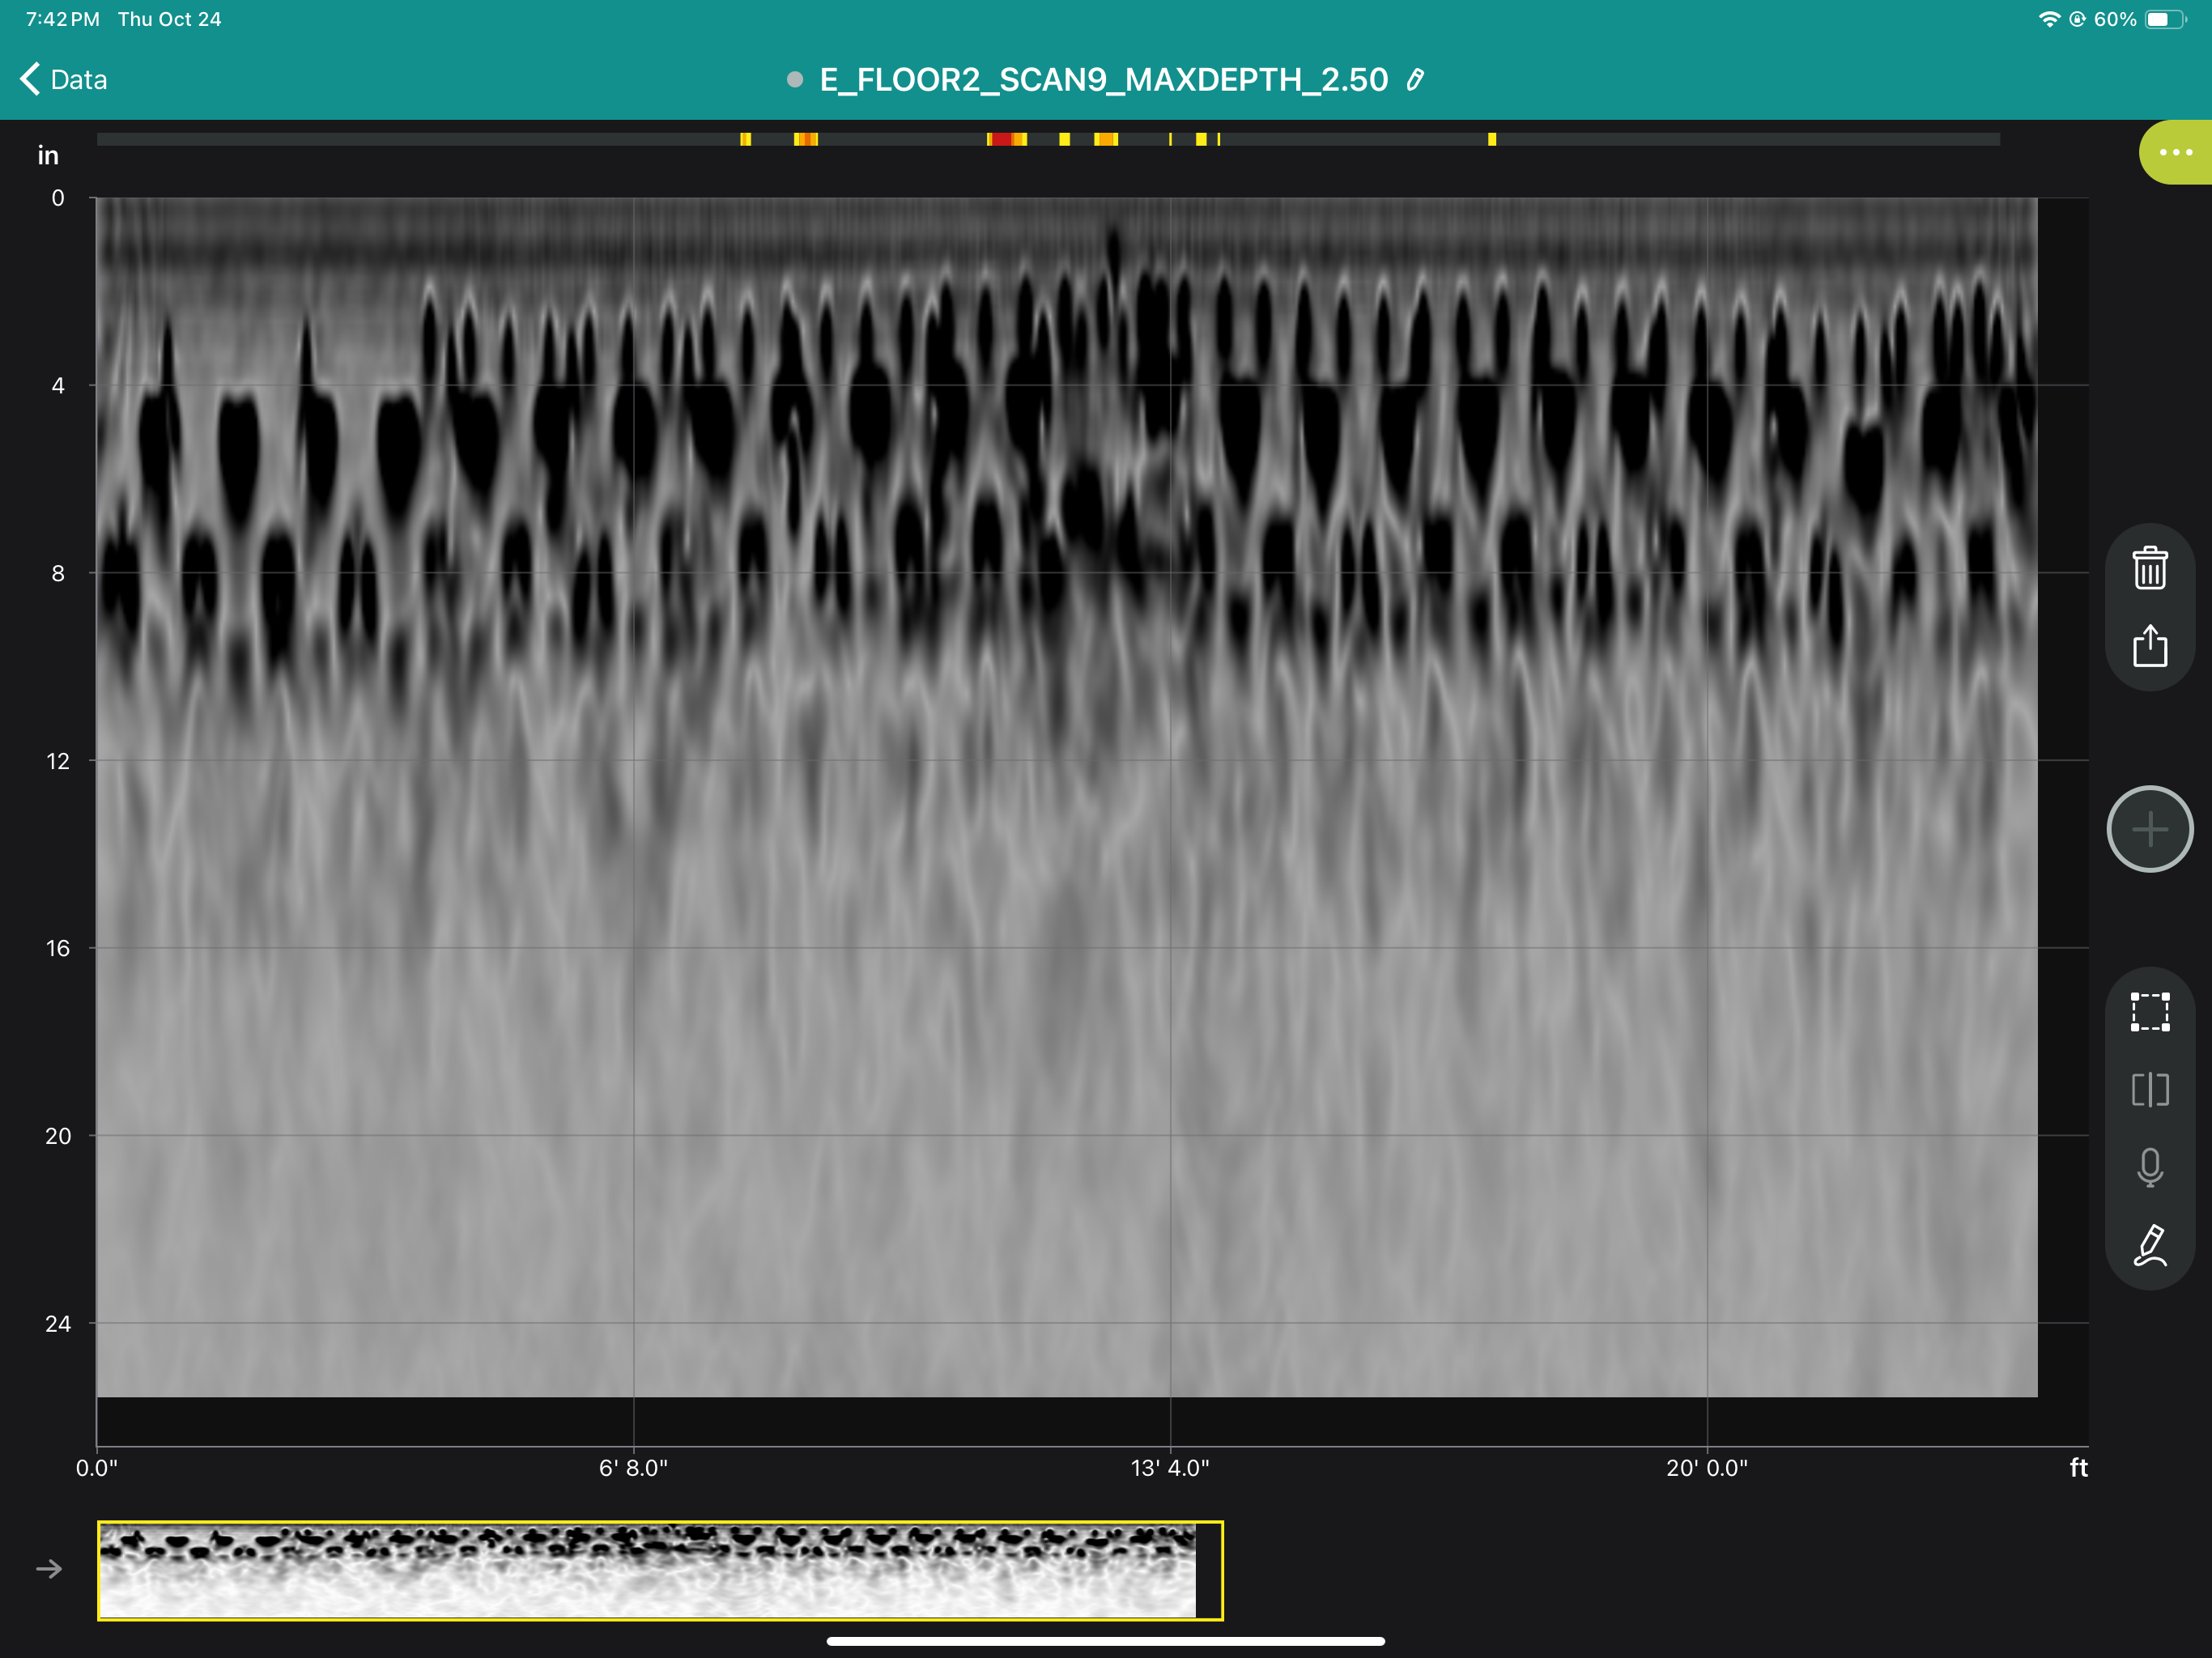 7:42 PM Thu Oct 24
60%
Data
E_FLOOR2_SCAN9_MAXDEPTH_2.50
in
0
4
8
12
16
20
24
0.0" 6' 8.0" 13' 4.0" 20' 0.0" ft